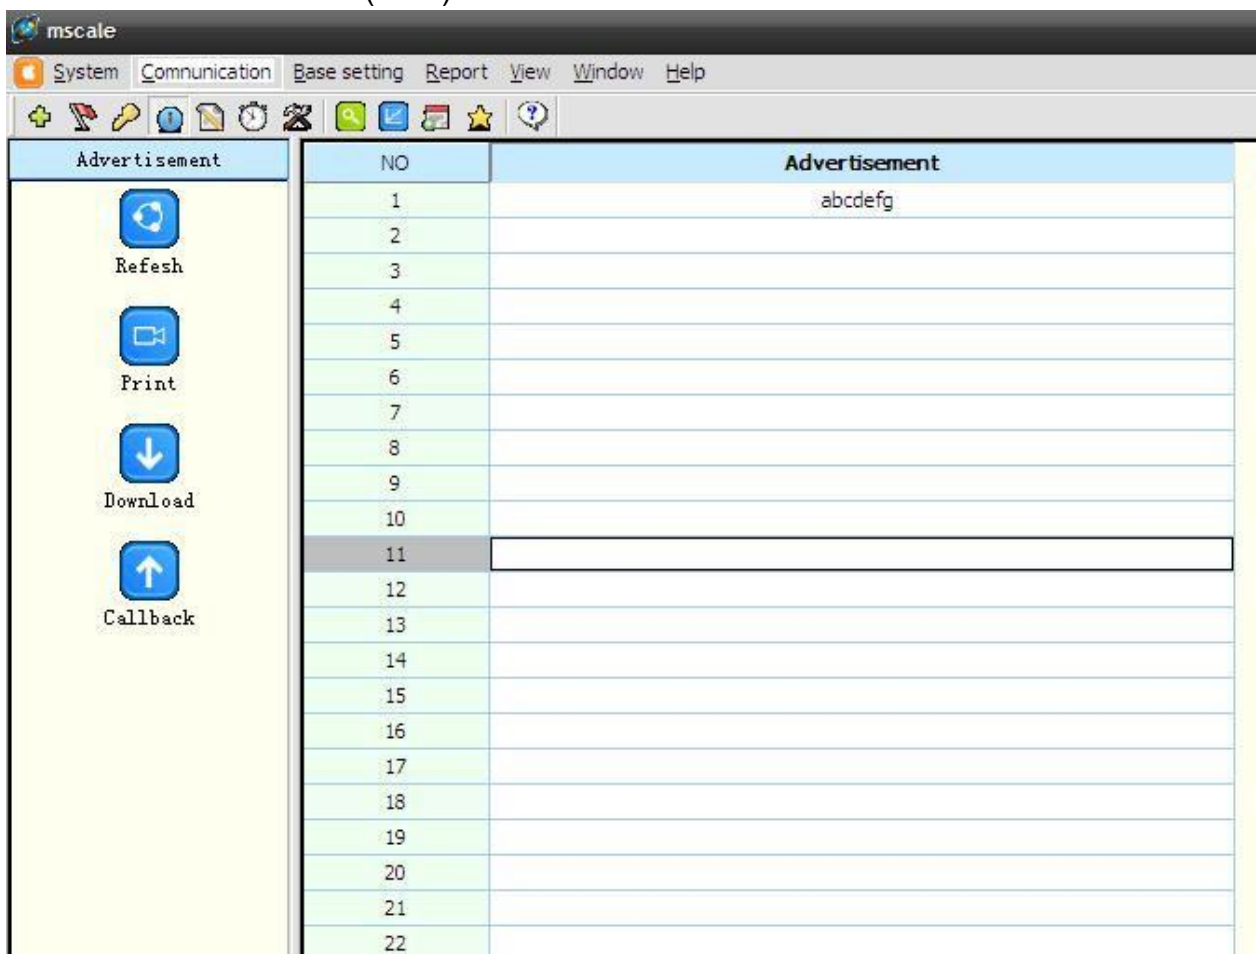 mscale
System Comnunication Base setting Report View Window Help
Advertisement NO Advertisement
1 abcdefg
2
Refesh
3
4
5
Print
6
7
8
9
Download
10
11
12
Callback
13
14
15
16
17
18
19
20
21
22